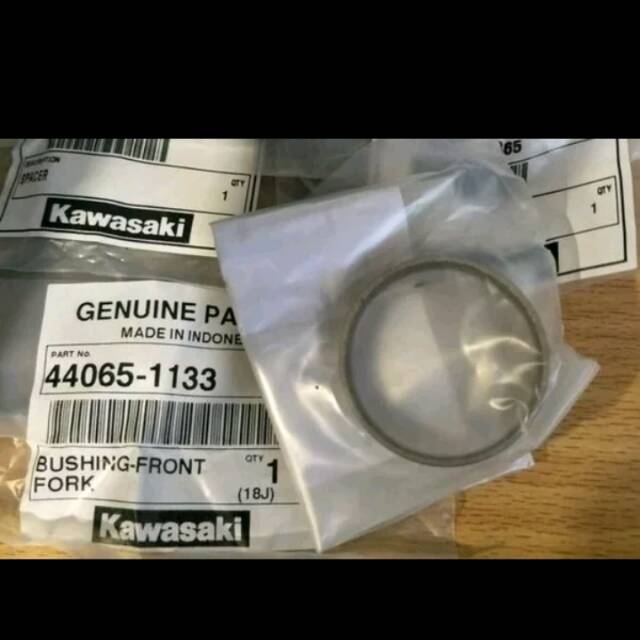 SPACER
QTY
1
Kawasaki
65
QTY
1
GENUINE PA
MADE IN INDONE
PART No.
44065-1133
BUSHING-FRONT
FORK
QTY
1
(18J)
Kawasaki